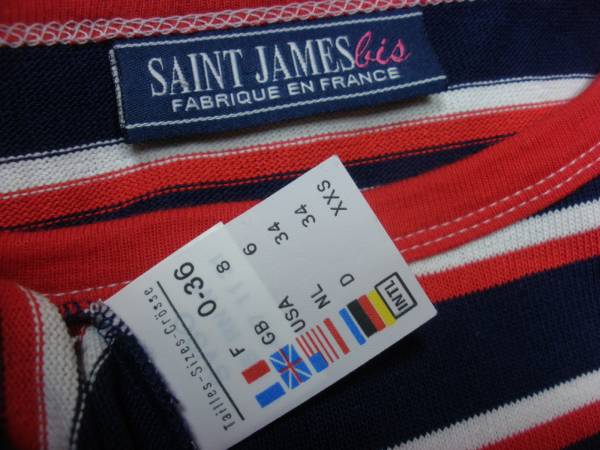 SAINT JAMES bis
FABRIQUE EN FRANCE
Tailles-Sizes-Grösse
F 0-36
GB 8
USA 6
NL 34
D 34
INTL XXS